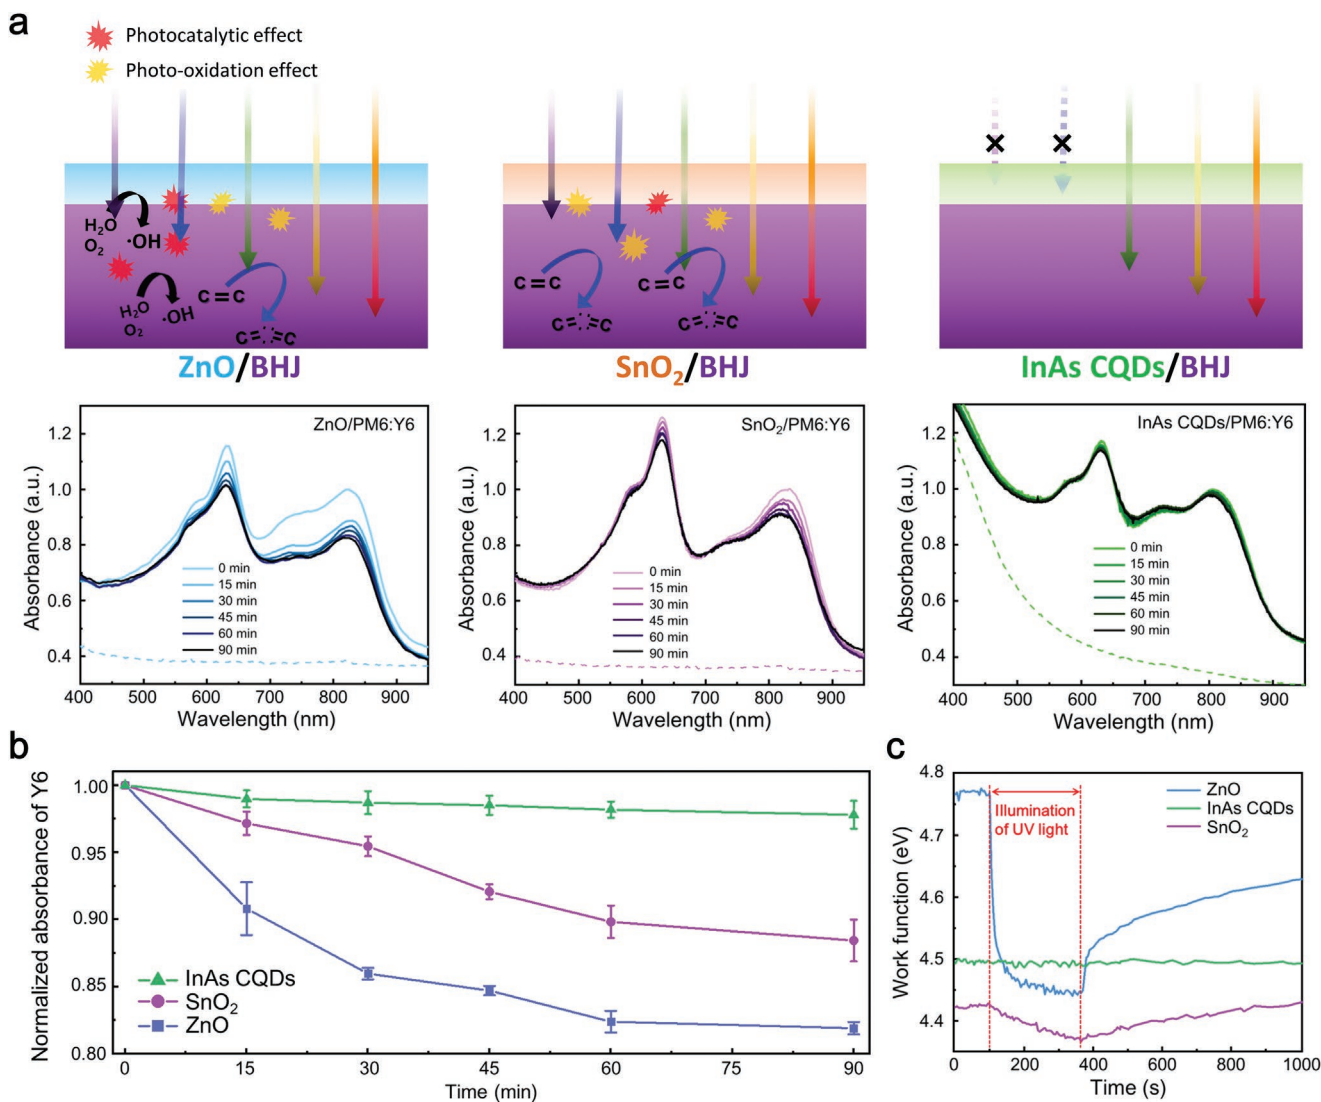 a
Photocatalytic effect
Photo-oxidation effect
H₂O
O₂
·OH
H₂O
O₂
·OH
C=C
C=:::=C
C=C
C=:::=C
C=C
C=:::=C
ZnO/BHJ
SnO₂/BHJ
InAs CQDs/BHJ
ZnO/PM6:Y6
1.2
1.0
0.8
0.6
0.4
Absorbance (a.u.)
0 min
15 min
30 min
45 min
60 min
90 min
400 500 600 700 800 900
Wavelength (nm)
SnO₂/PM6:Y6
1.2
1.0
0.8
0.6
0.4
Absorbance (a.u.)
0 min
15 min
30 min
45 min
60 min
90 min
400 500 600 700 800 900
Wavelength (nm)
InAs CQDs/PM6:Y6
1.2
1.0
0.8
0.6
0.4
Absorbance (a.u.)
0 min
15 min
30 min
45 min
60 min
90 min
400 500 600 700 800 900
Wavelength (nm)
b
1.00
0.95
0.90
0.85
0.80
Normalized absorbance of Y6
InAs CQDs
SnO₂
ZnO
0 15 30 45 60 75 90
Time (min)
c
4.8
4.7
4.6
4.5
4.4
Work function (eV)
Illumination
of UV light
ZnO
InAs CQDs
SnO₂
0 200 400 600 800 1000
Time (s)